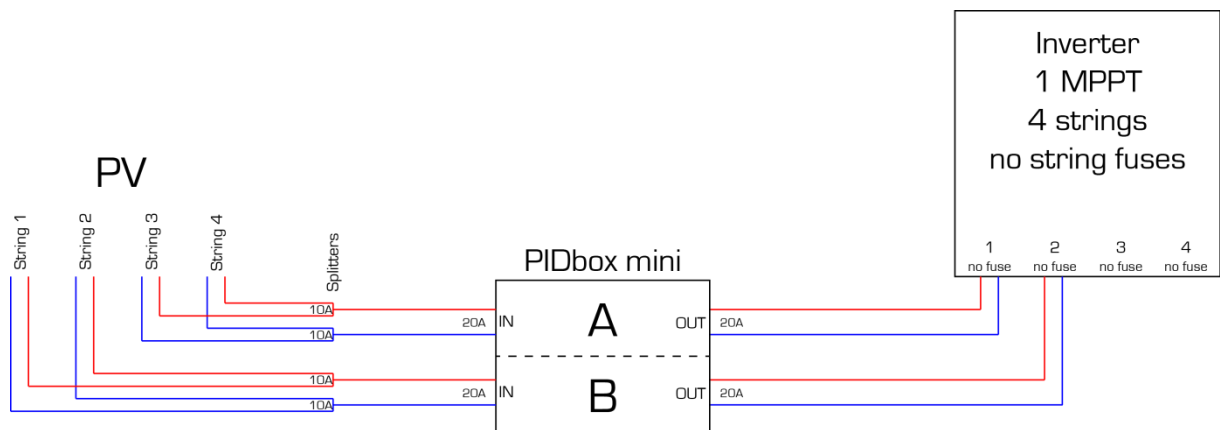 Inverter
1 MPPT
4 strings
no string fuses
PV
String 1
String 2
String 3
String 4
Splitters
1
2
3
4
no fuse
no fuse
no fuse
no fuse
PIDbox mini
10A
20A
IN
A
OUT
20A
10A
10A
20A
IN
B
OUT
20A
10A